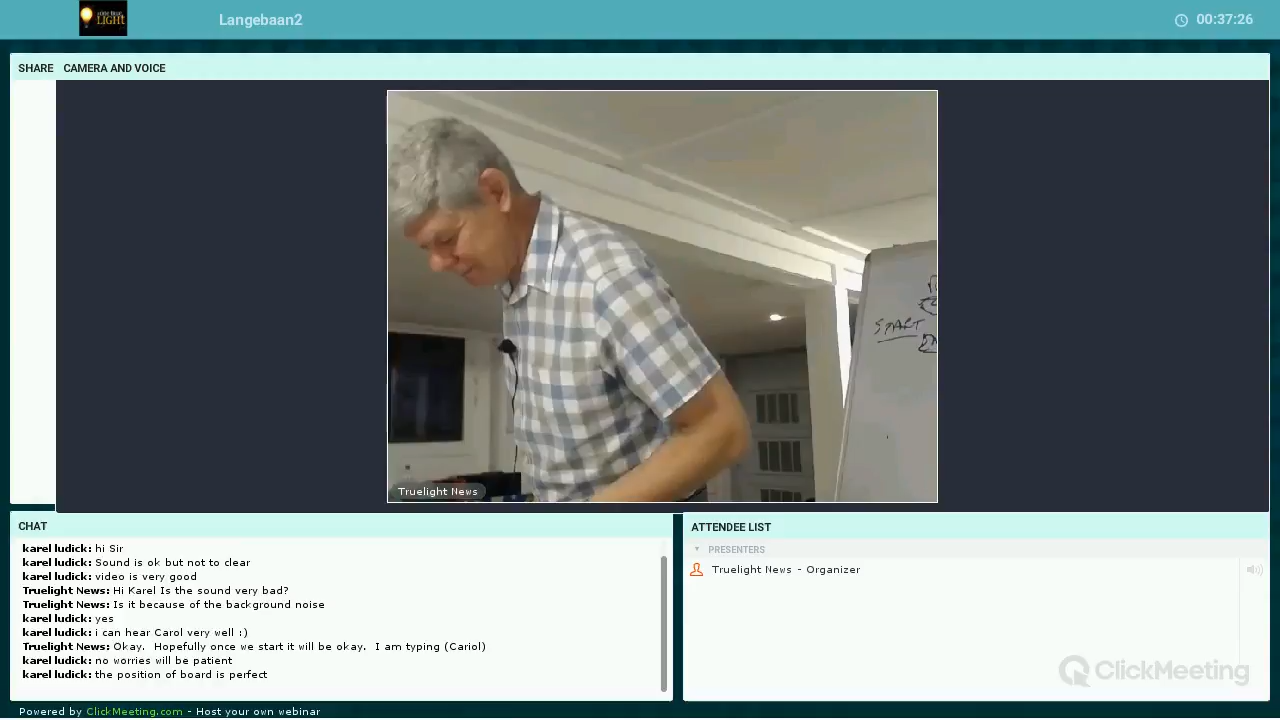 LIGHT
Langebaan2
00:37:26
SHARE CAMERA AND VOICE
START
Truelight News
CHAT
karel ludick: hi Sir
karel ludick: Sound is ok but not to clear
karel ludick: video is very good
Truelight News: Hi Karel Is the sound very bad?
Truelight News: Is it because of the background noise
karel ludick: yes
karel ludick: i can hear Carol very well :)
Truelight News: Okay. Hopefully once we start it will be okay. I am typing (Cariol)
karel ludick: no worries will be patient
karel ludick: the position of board is perfect
ATTENDEE LIST
PRESENTERS
Truelight News - Organizer
ClickMeeting
Powered by ClickMeeting.com - Host your own webinar